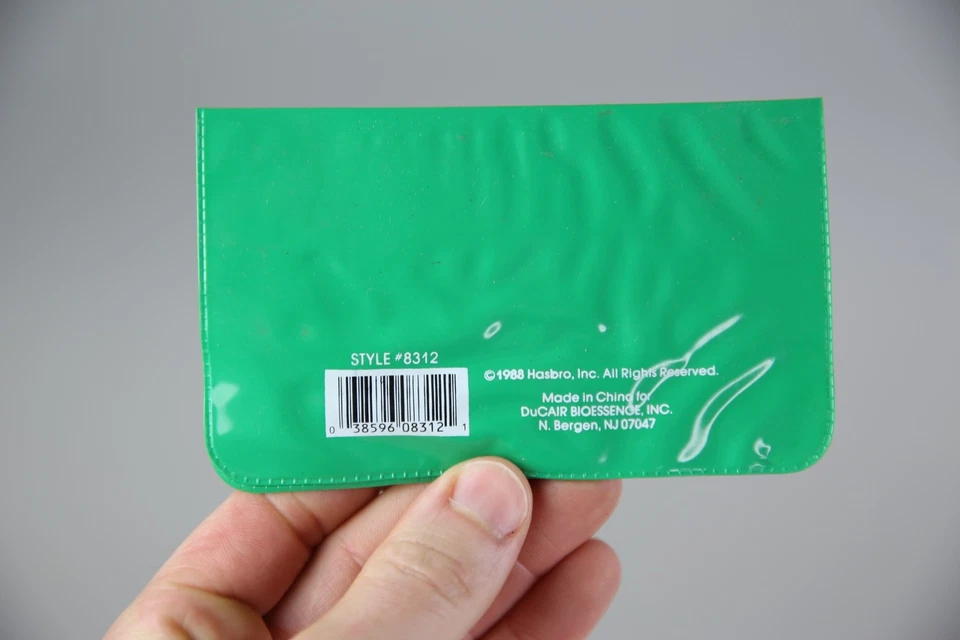 STYLE #8312
0 38596 08312 1
©1988 Hasbro, Inc. All Rights Reserved.
Made in China for
DuCAIR BIOESSENCE, INC.
N. Bergen, NJ 07047